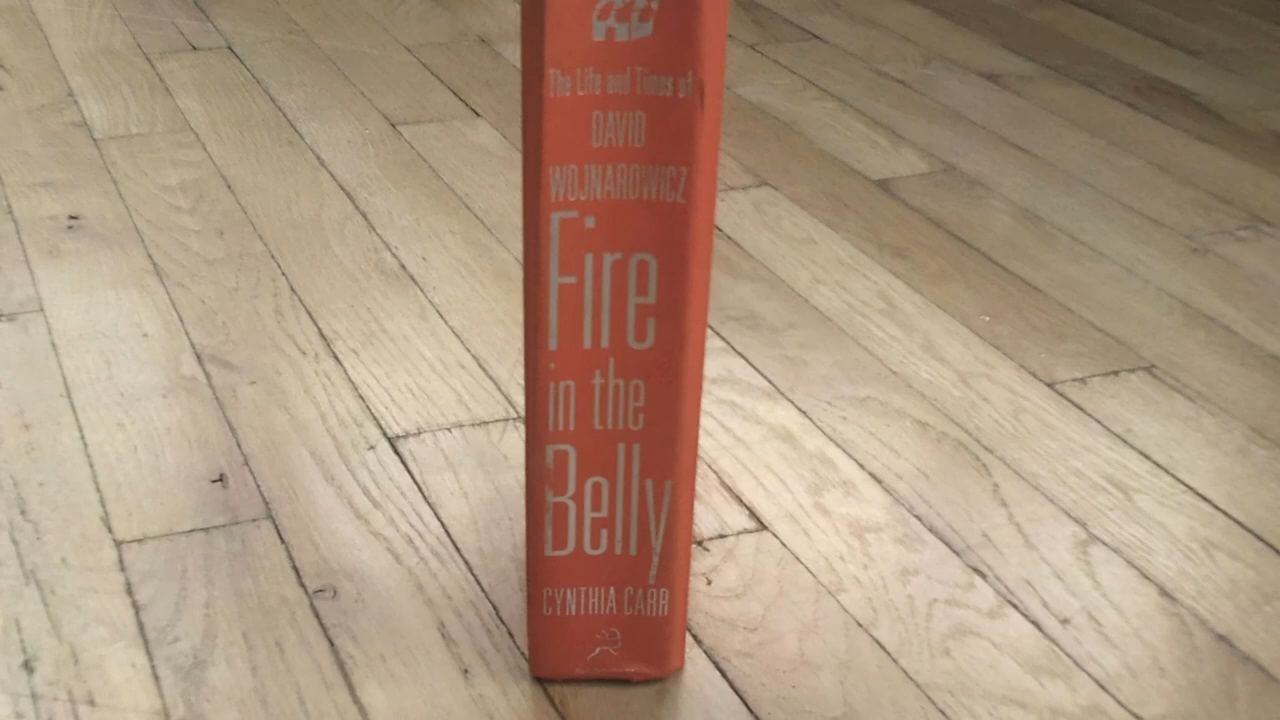 The Life and Times of
DAVID
WOJNAROWICZ
Fire
in the
Belly
CYNTHIA CARR